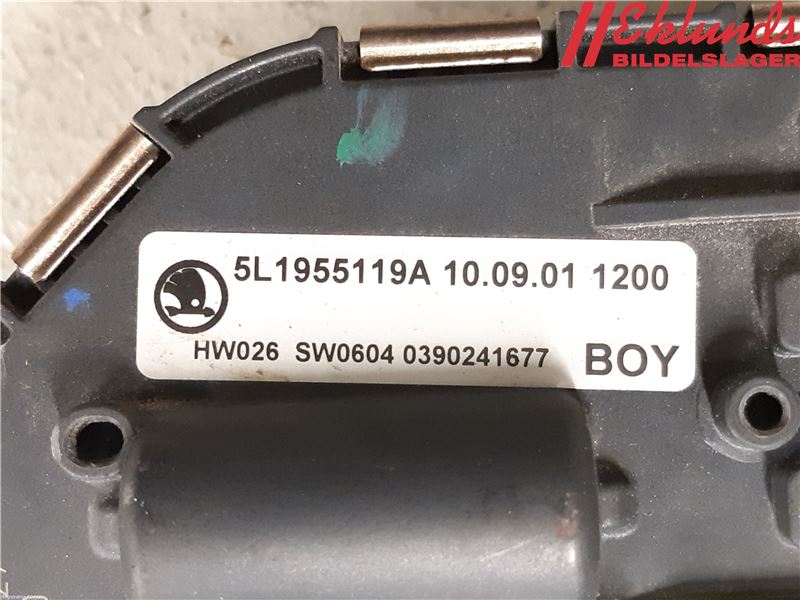 Eklunds
BILDELSLAGER
5L1955119A 10.09.01 1200
HW026 SW0604 0390241677 BOY